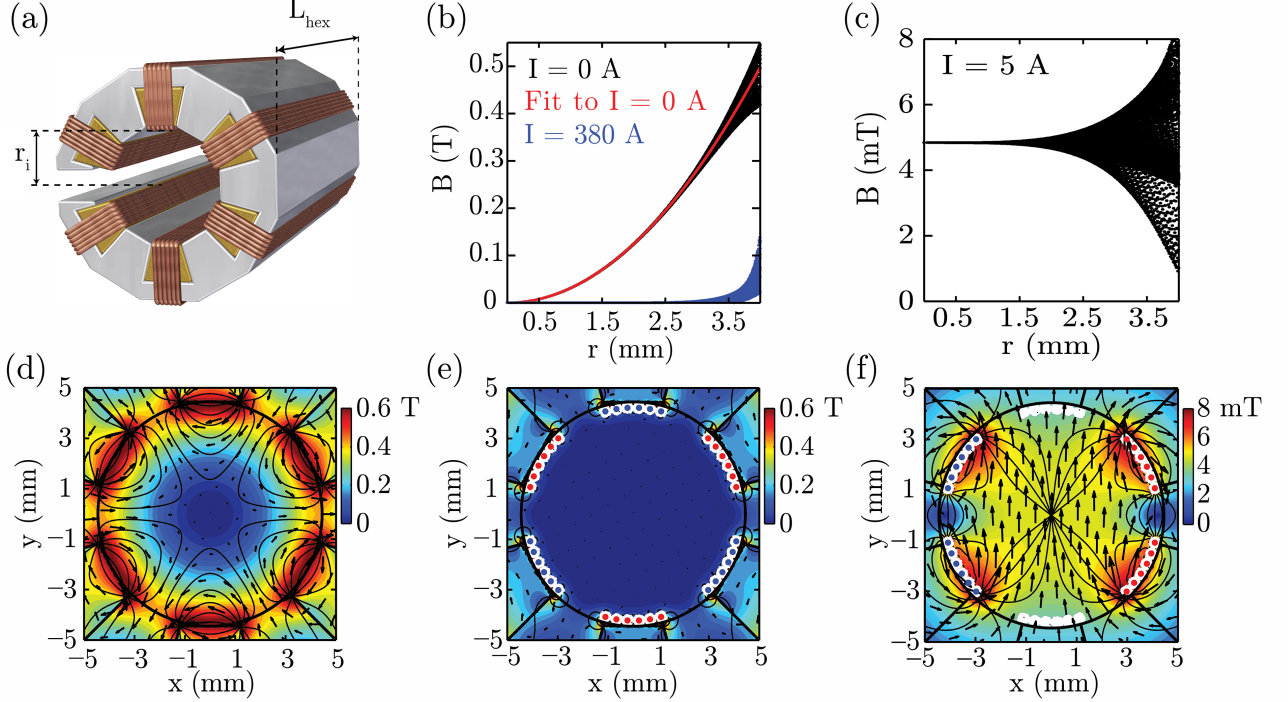 (a)
L_hex
r_i
(b)
I = 0 A
Fit to I = 0 A
I = 380 A
B (T)
0.5
0.4
0.3
0.2
0.1
0
0.5 1.5 2.5 3.5
r (mm)
(c)
I = 5 A
B (mT)
8
6
4
2
0
0.5 1.5 2.5 3.5
r (mm)
(d)
y (mm)
5
3
1
−1
−3
−5
−5 −3 −1 1 3 5
x (mm)
0.6 T
0.4
0.2
0
(e)
y (mm)
5
3
1
−1
−3
−5
−5 −3 −1 1 3 5
x (mm)
0.6 T
0.4
0.2
0
(f)
y (mm)
5
3
1
−1
−3
−5
−5 −3 −1 1 3 5
x (mm)
8 mT
6
4
2
0